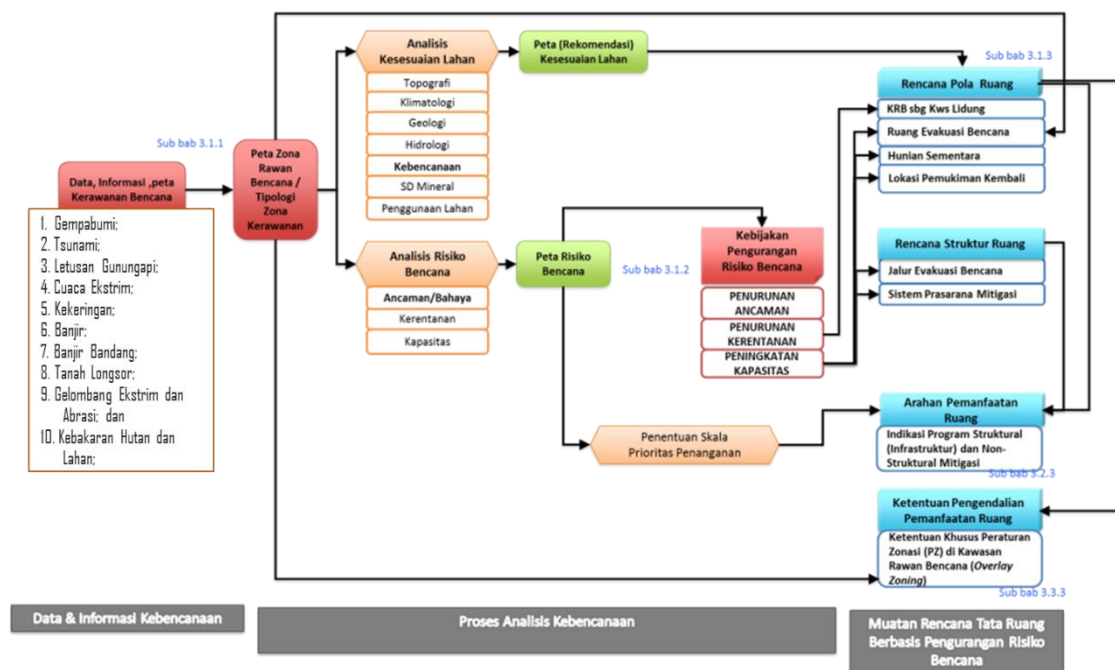 Sub bab 3.1.1
Data, Informasi ,peta
Kerawanan Bencana
1. Gempabumi;
2. Tsunami;
3. Letusan Gunungapi;
4. Cuaca Ekstrim;
5. Kekeringan;
6. Banjir;
7. Banjir Bandang;
8. Tanah Longsor;
9. Gelombang Ekstrim dan
Abrasi; dan
10. Kebakaran Hutan dan
Lahan;
Peta Zona
Rawan
Bencana /
Tipologi
Zona
Kerawanan
Analisis
Kesesuaian Lahan
Topografi
Klimatologi
Geologi
Hidrologi
Kebencanaan
SD Mineral
Penggunaan Lahan
Peta (Rekomendasi)
Kesesuaian Lahan
Analisis Risiko
Bencana
Ancaman/Bahaya
Kerentanan
Kapasitas
Peta Risiko
Bencana
Sub bab 3.1.2
Kebijakan
Pengurangan
Risiko Bencana
PENURUNAN
ANCAMAN
PENURUNAN
KERENTANAN
PENINGKATAN
KAPASITAS
Penentuan Skala
Prioritas Penanganan
Sub bab 3.1.3
Rencana Pola Ruang
KRB sbg Kws Lidung
Ruang Evakuasi Bencana
Hunian Sementara
Lokasi Pemukiman Kembali
Rencana Struktur Ruang
Jalur Evakuasi Bencana
Sistem Prasarana Mitigasi
Arahan Pemanfaatan
Ruang
Indikasi Program Struktural
(Infrastruktur) dan Non-
Struktural Mitigasi
Sub bab 3.2.3
Ketentuan Pengendalian
Pemanfaatan Ruang
Ketentuan Khusus Peraturan
Zonasi (PZ) di Kawasan
Rawan Bencana (Overlay
Zoning)
Sub bab 3.3.3
Data & Informasi Kebencanaan
Proses Analisis Kebencanaan
Muatan Rencana Tata Ruang
Berbasis Pengurangan Risiko
Bencana